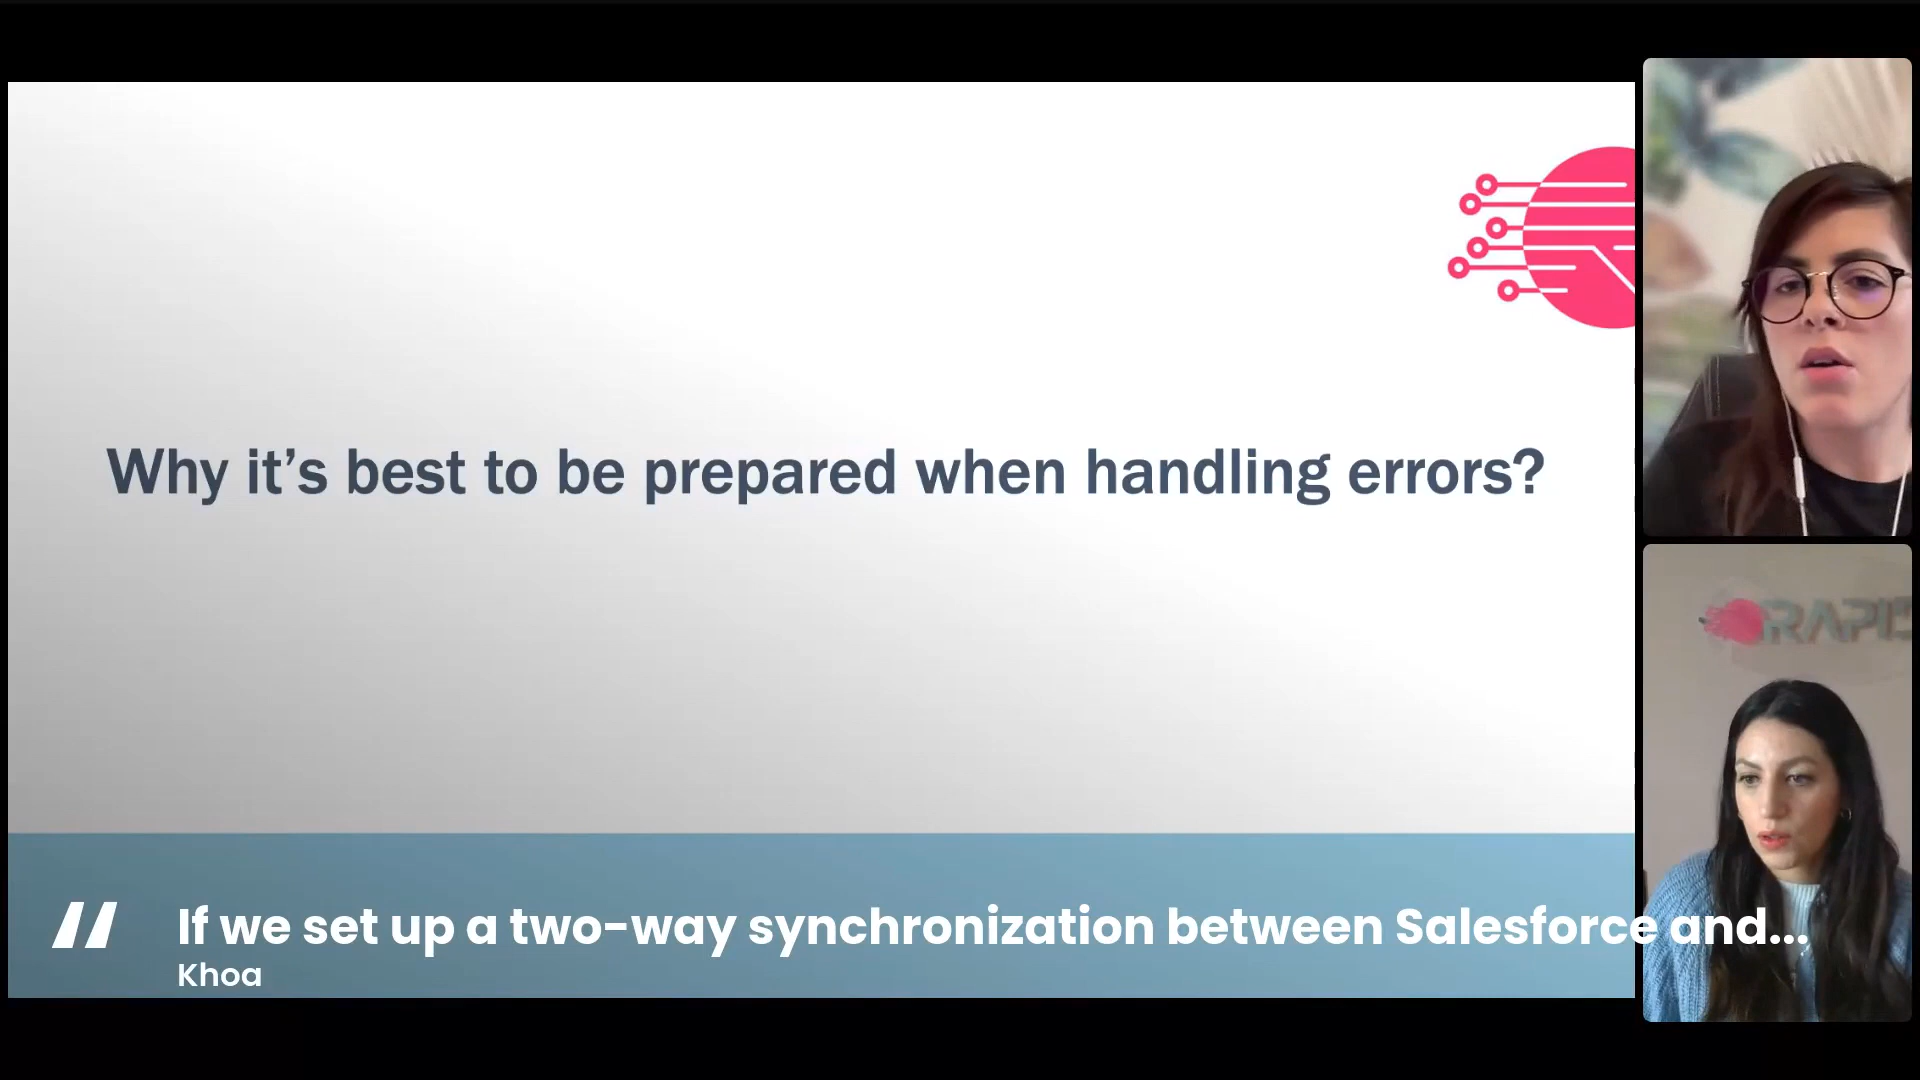 Why it’s best to be prepared when handling errors?
RAPID
“ If we set up a two-way synchronization between Salesforce and...
Khoa